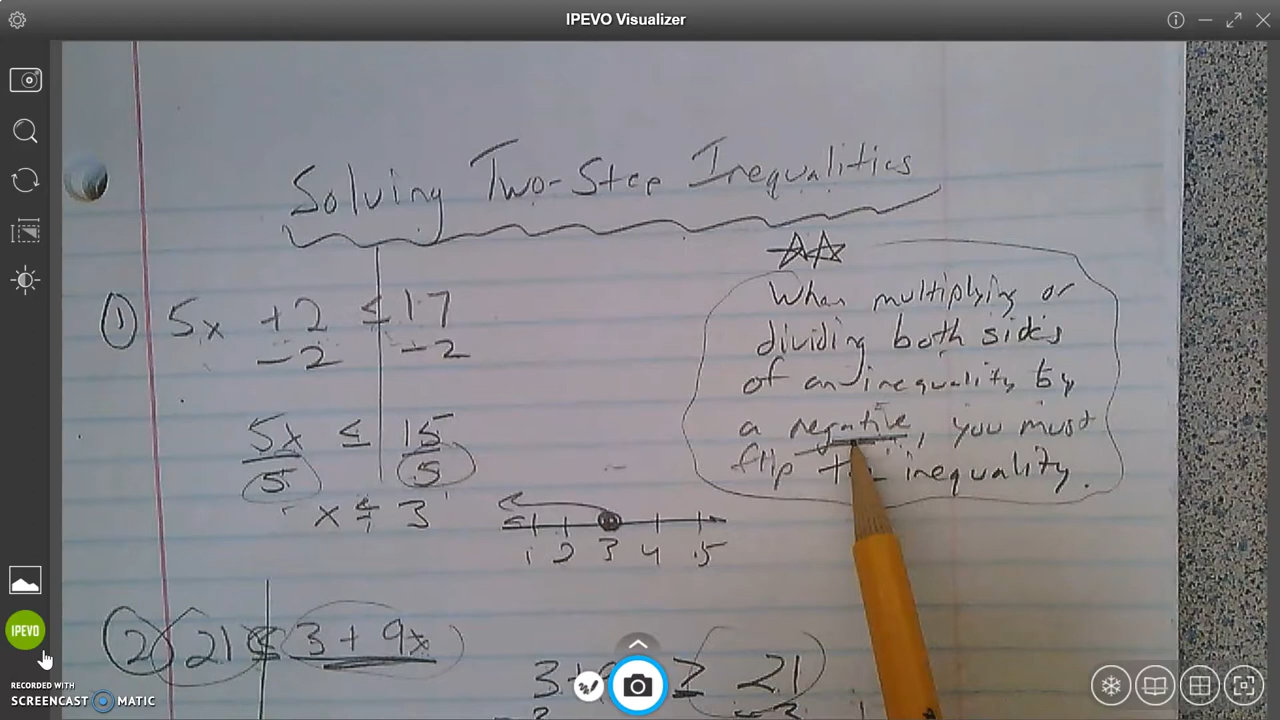 IPEVO Visualizer
Solving Two-Step Inequalities
① 5x + 2 ≤ 17
- 2 - 2
5x ≤ 15
5 5
x ≤ 3
1 2 3 4 5
When multiplying or
dividing both sides
of an inequality by
a negative, you must
flip inequality.
② 21 ≤ 3 + 9x
3 + ≥ 21
IPEVO
RECORDED WITH
SCREENCAST MATIC